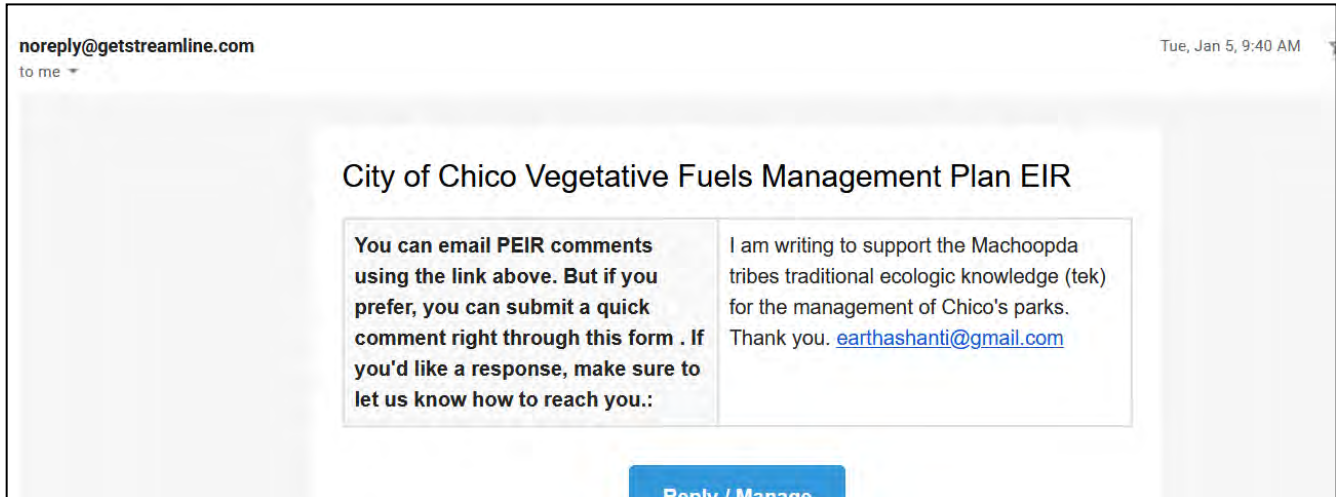 noreply@getstreamline.com
Tue, Jan 5, 9:40 AM
to me
City of Chico Vegetative Fuels Management Plan EIR
You can email PEIR comments
using the link above. But if you
prefer, you can submit a quick
comment right through this form . If
you'd like a response, make sure to
let us know how to reach you.:
I am writing to support the Machoopda
tribes traditional ecologic knowledge (tek)
for the management of Chico's parks.
Thank you. earthashanti@gmail.com
Reply / Manage